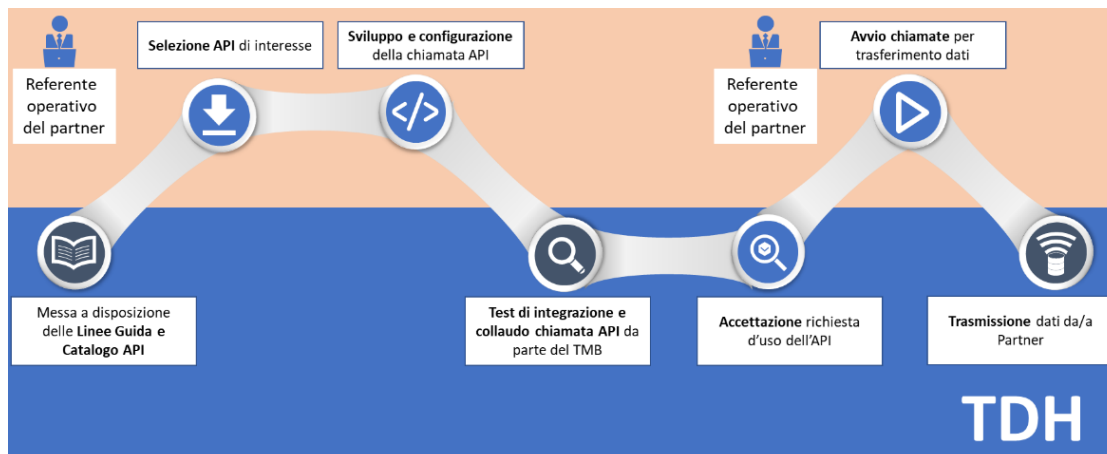 Referente
operativo
del partner
Selezione API di interesse
Sviluppo e configurazione
della chiamata API
Referente
operativo
del partner
Avvio chiamate per
trasferimento dati
</>
Messa a disposizione
delle Linee Guida e
Catalogo API
Test di integrazione e
collaudo chiamata API da
parte del TMB
Accettazione richiesta
d'uso dell'API
Trasmissione dati da/a
Partner
TDH